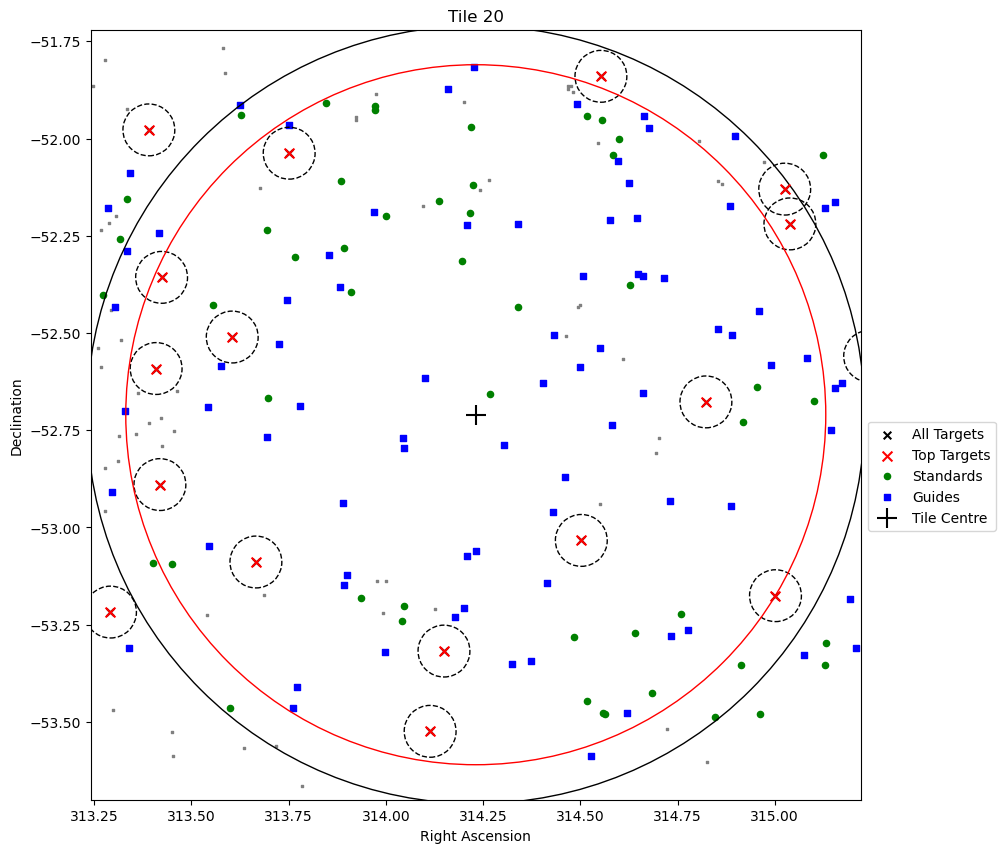 Tile 20
−51.75
−52.00
−52.25
−52.50
−52.75
−53.00
−53.25
−53.50
Declination
313.25 313.50 313.75 314.00 314.25 314.50 314.75 315.00
Right Ascension
All Targets
Top Targets
Standards
Guides
Tile Centre